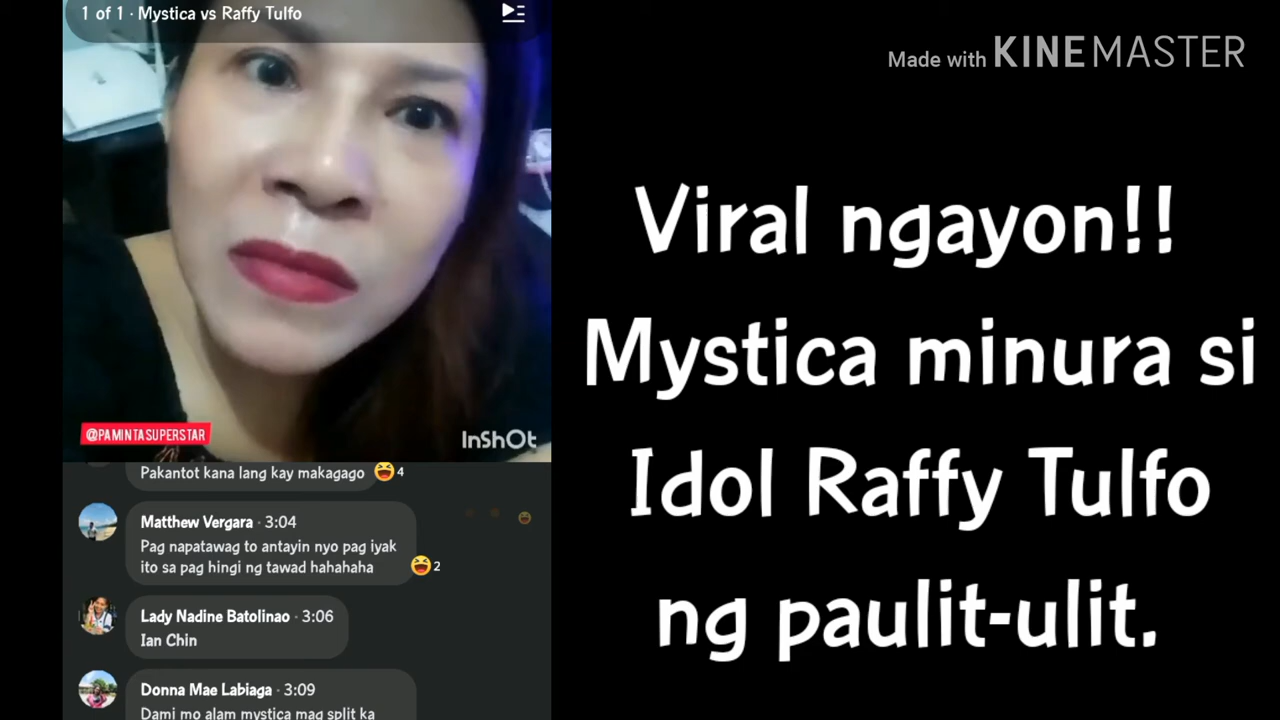 1 of 1 · Mystica vs Raffy Tulfo
@PAMINTASUPERSTAR
InShOt
Pakantot kana lang kay makagago 4
Matthew Vergara · 3:04
Pag napatawag to antayin nyo pag iyak
ito sa pag hingi ng tawad hahahaha
2
Lady Nadine Batolinao · 3:06
Ian Chin
Donna Mae Labiaga · 3:09
Dami mo alam mystica mag split ka
Made with KINEMASTER
Viral ngayon!!
Mystica minura si
Idol Raffy Tulfo
ng paulit-ulit.